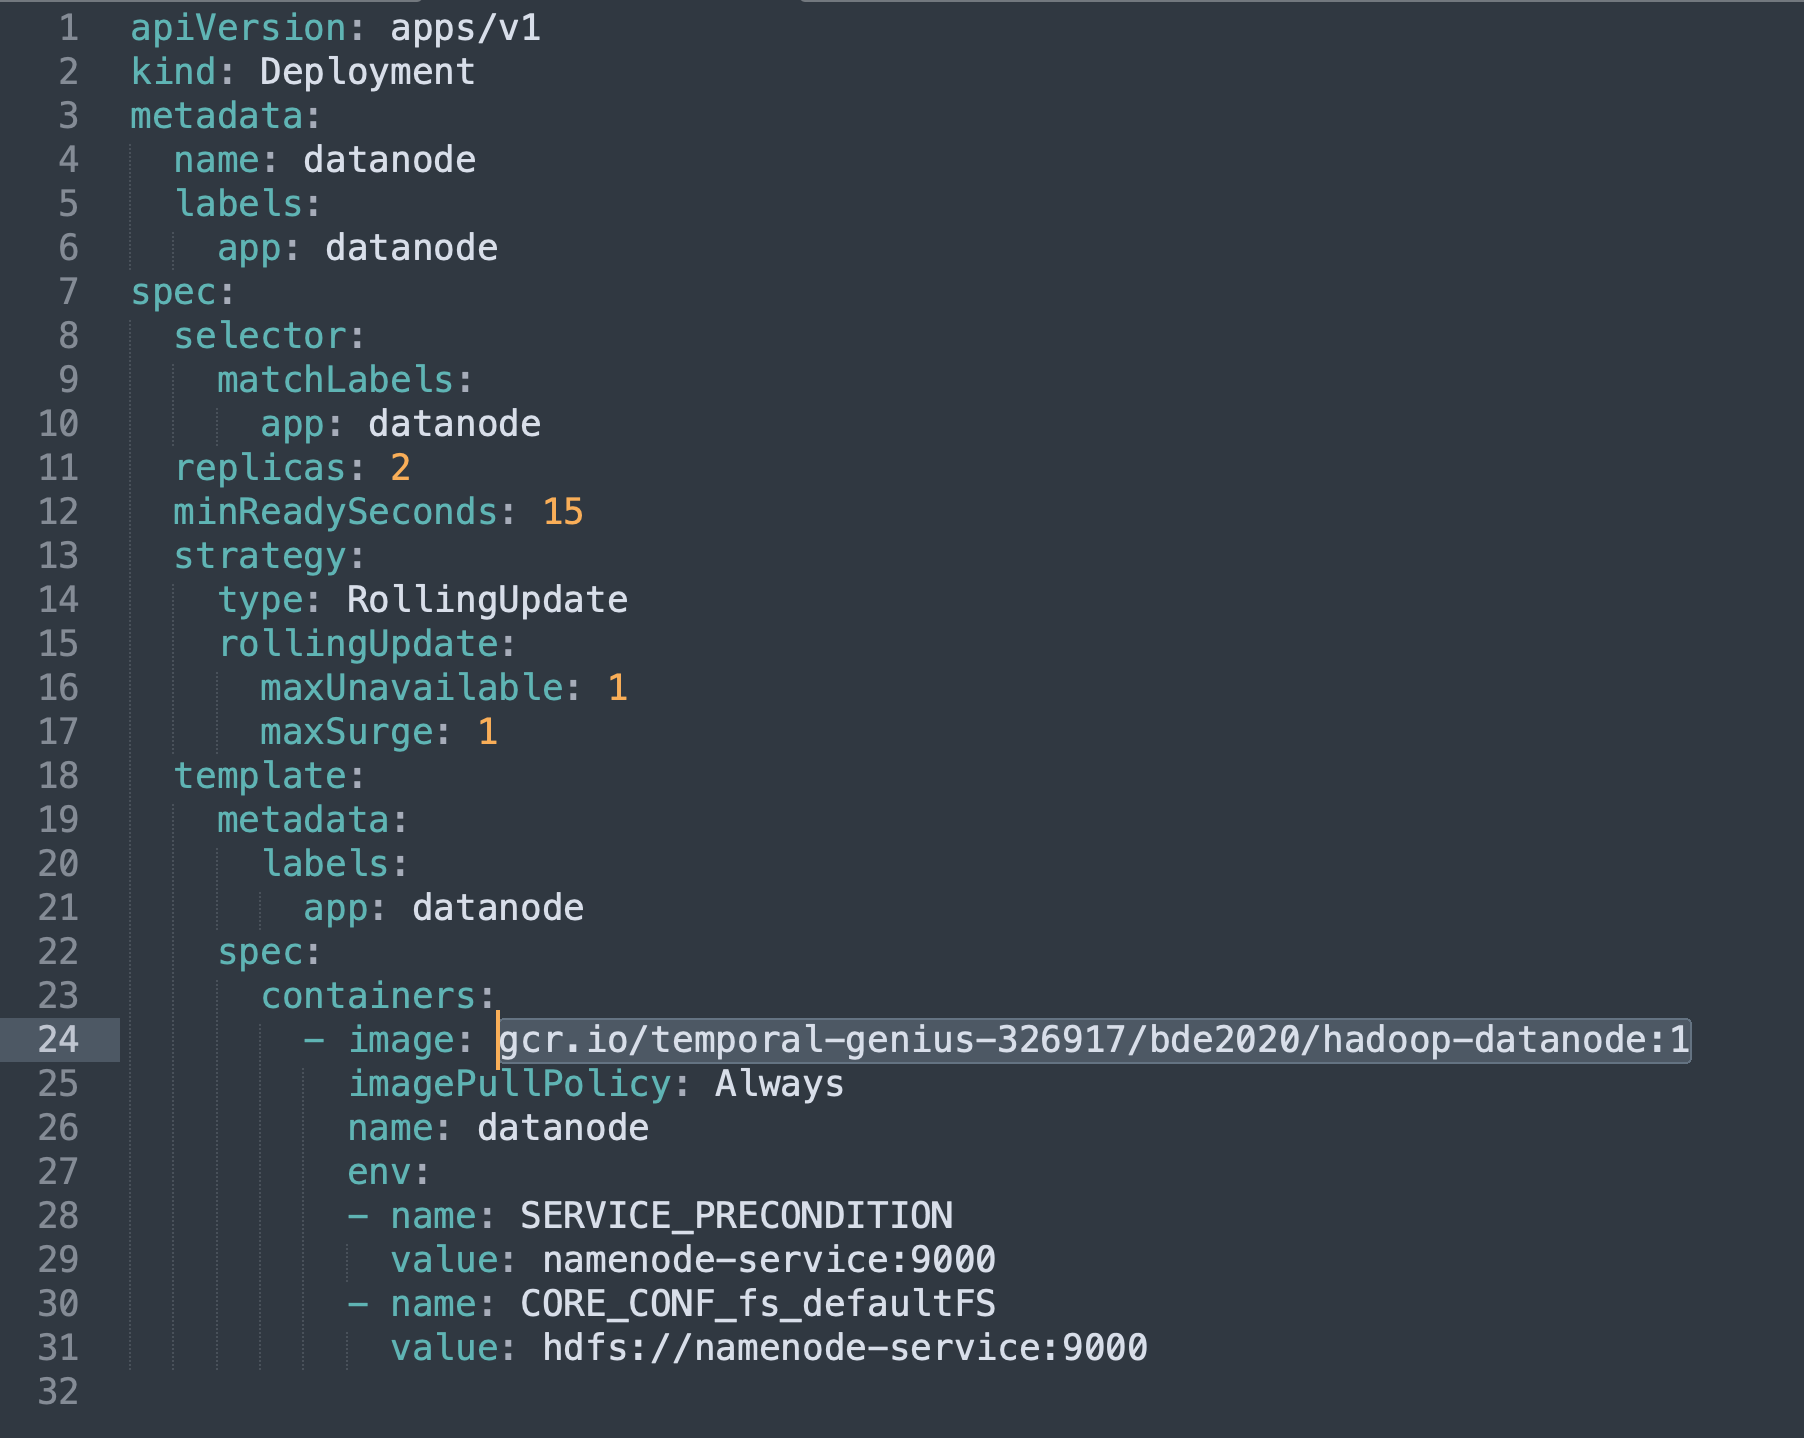 1 apiVersion: apps/v1
2 kind: Deployment
3 metadata:
4   name: datanode
5   labels:
6     app: datanode
7 spec:
8   selector:
9     matchLabels:
10       app: datanode
11   replicas: 2
12   minReadySeconds: 15
13   strategy:
14     type: RollingUpdate
15     rollingUpdate:
16       maxUnavailable: 1
17       maxSurge: 1
18   template:
19     metadata:
20       labels:
21         app: datanode
22     spec:
23       containers:
24         - image: gcr.io/temporal-genius-326917/bde2020/hadoop-datanode:1
25           imagePullPolicy: Always
26           name: datanode
27           env:
28           - name: SERVICE_PRECONDITION
29             value: namenode-service:9000
30           - name: CORE_CONF_fs_defaultFS
31             value: hdfs://namenode-service:9000
32